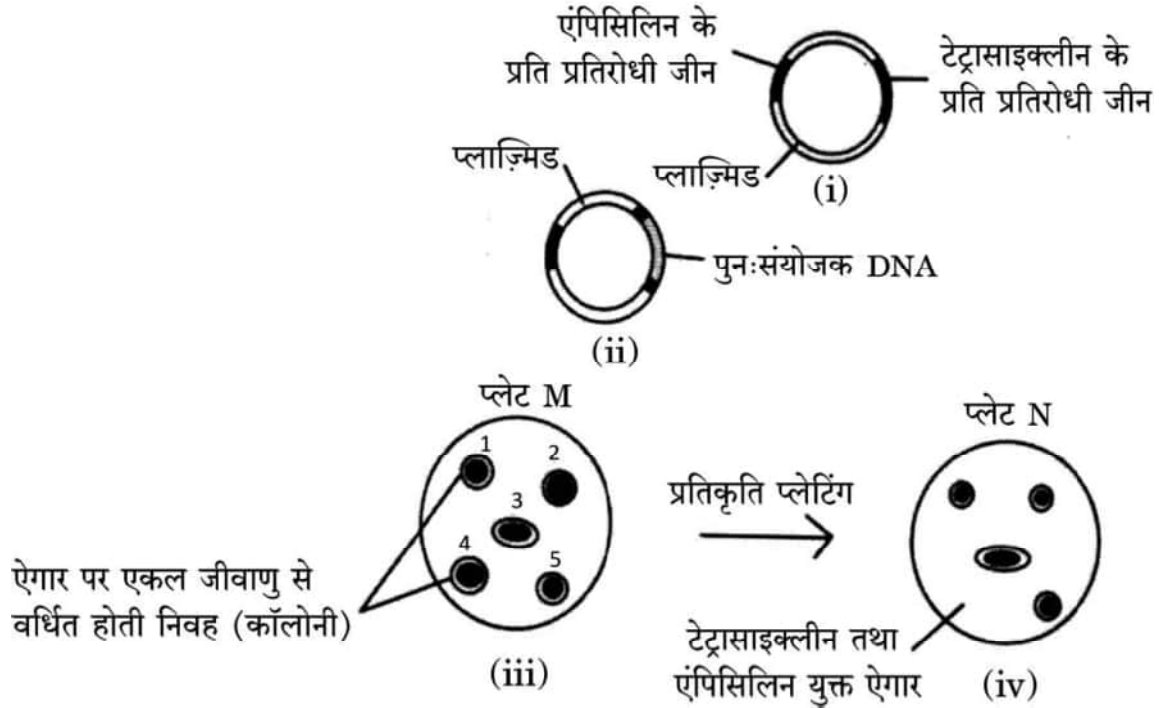 एंपिसिलिन के
प्रति प्रतिरोधी जीन
टेट्रासाइक्लीन के
प्रति प्रतिरोधी जीन
प्लाज़्मिड
(i)
प्लाज़्मिड
पुनःसंयोजक DNA
(ii)
प्लेट M
1
2
3
4
5
ऐगार पर एकल जीवाणु से
वर्धित होती निवह (कॉलोनी)
(iii)
प्रतिकृति प्लेटिंग
प्लेट N
टेट्रासाइक्लीन तथा
एंपिसिलिन युक्त ऐगार
(iv)